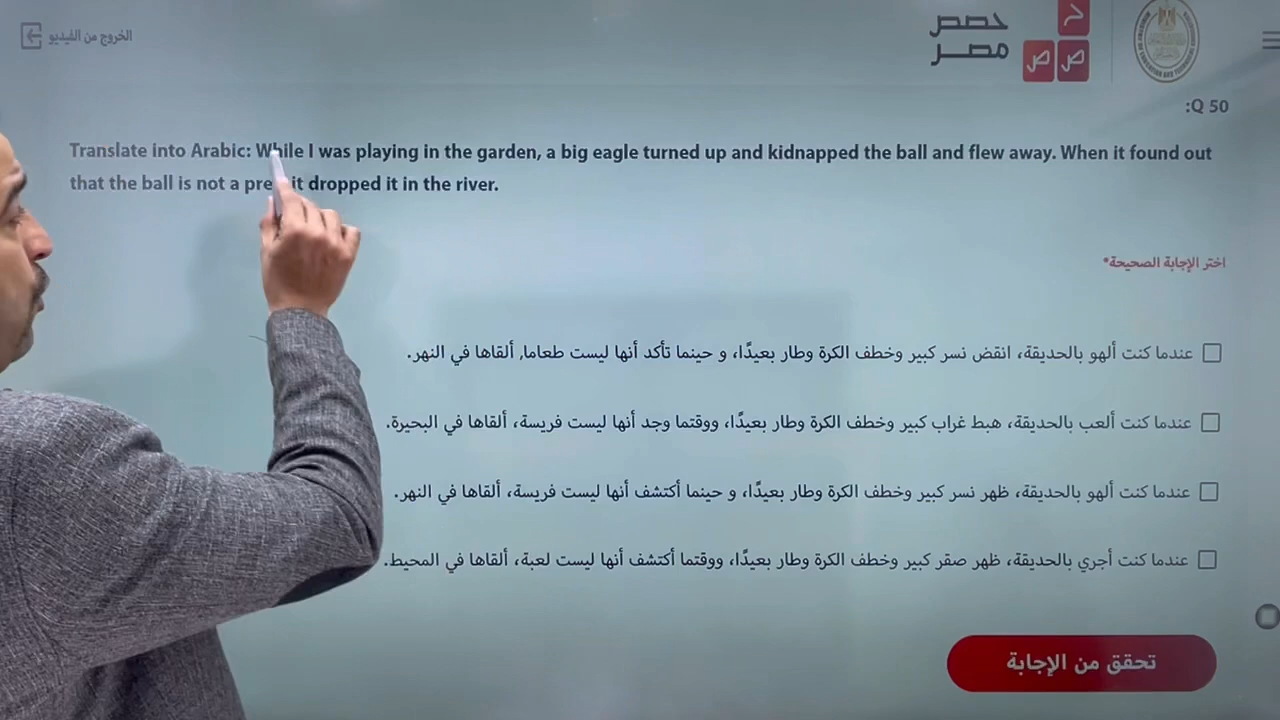 الخروج من الفيديو
حصص
مصر
ح
ص ص
:Q 50
Translate into Arabic: While I was playing in the garden, a big eagle turned up and kidnapped the ball and flew away. When it found out
that the ball is not a it dropped it in the river.
اختر الإجابة الصحيحة*
عندما كنت ألهو بالحديقة، انقض نسر كبير وخطف الكرة وطار بعيدًا، و حينما تأكد أنها ليست طعاما, ألقاها في النهر.
عندما كنت ألعب بالحديقة، هبط غراب كبير وخطف الكرة وطار بعيدًا، ووقتما وجد أنها ليست فريسة، ألقاها في البحيرة.
عندما كنت ألهو بالحديقة، ظهر نسر كبير وخطف الكرة وطار بعيدًا، و حينما أكتشف أنها ليست فريسة، ألقاها في النهر.
عندما كنت أجري بالحديقة، ظهر صقر كبير وخطف الكرة وطار بعيدًا، ووقتما أكتشف أنها ليست لعبة، ألقاها في المحيط.
تحقق من الإجابة